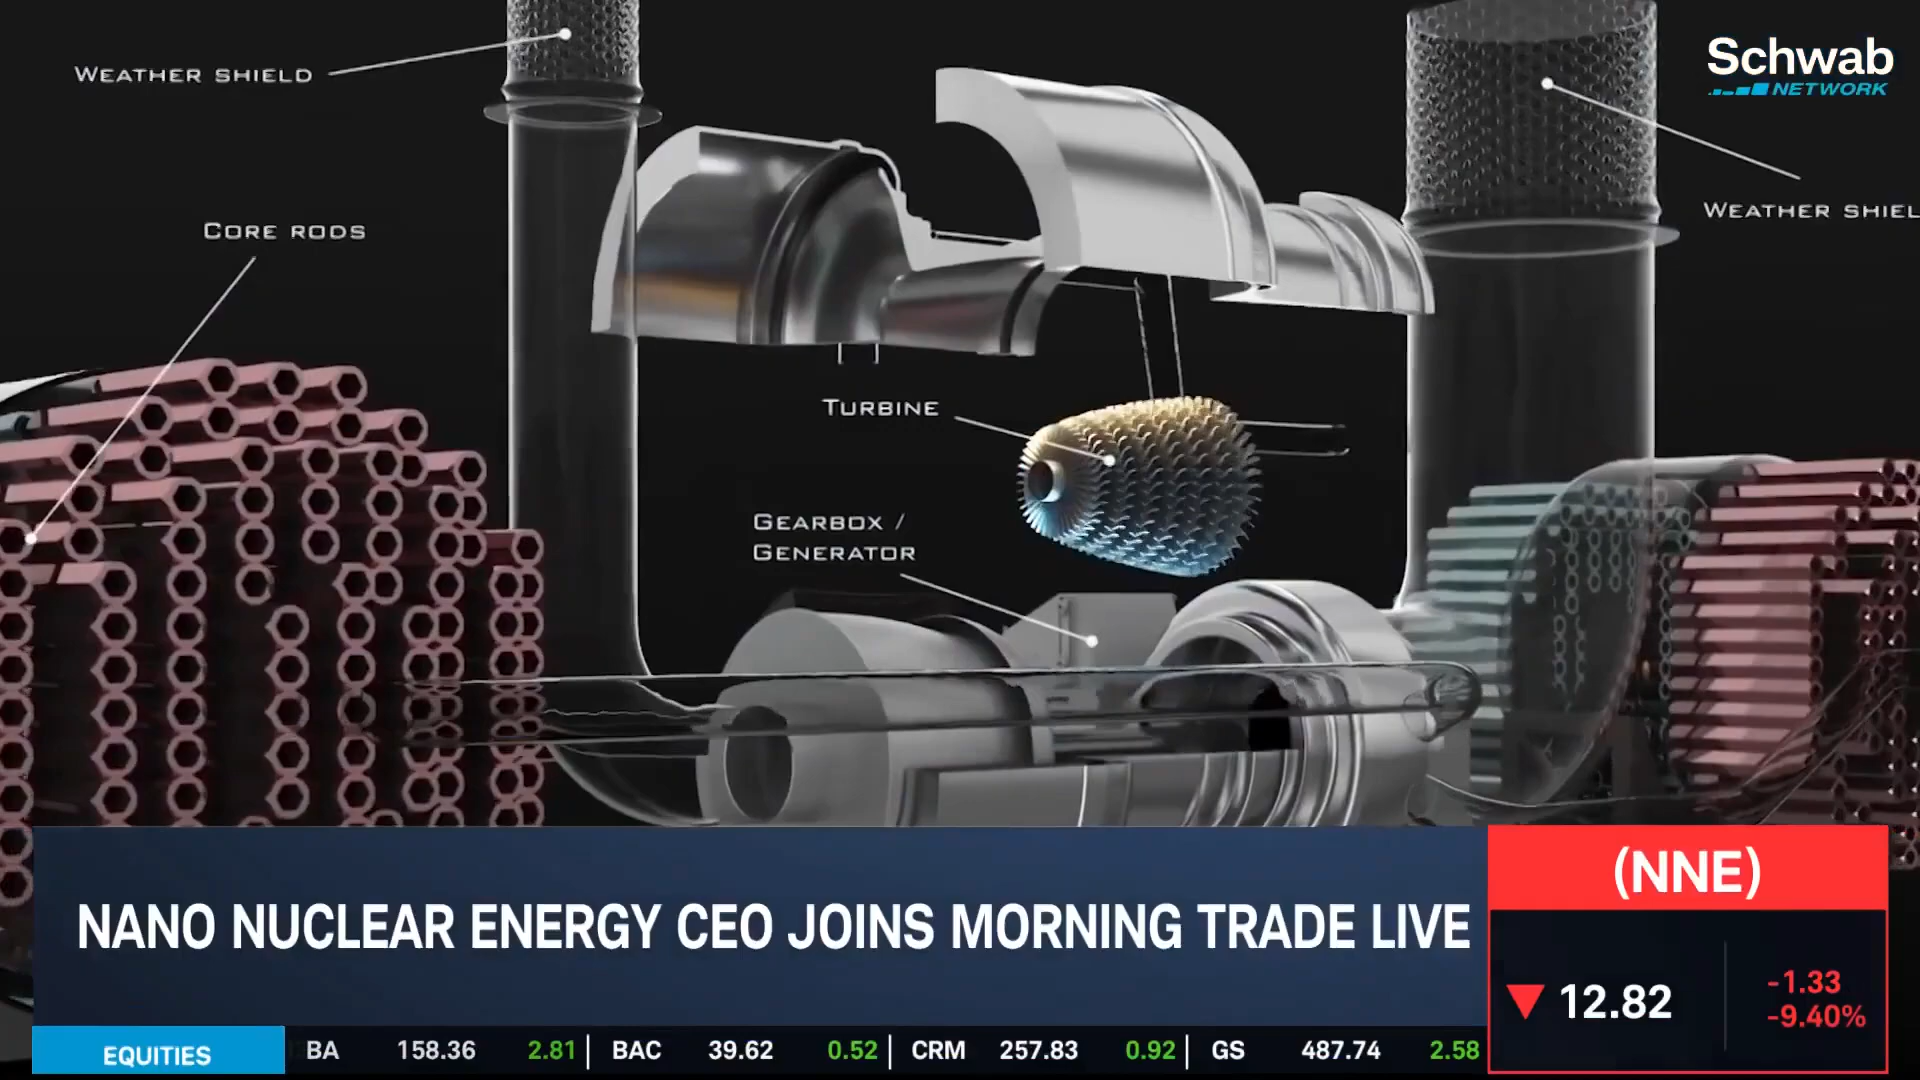 WEATHER SHIELD
Schwab
NETWORK
WEATHER SHIEL
CORE RODS
TURBINE
GEARBOX /
GENERATOR
NANO NUCLEAR ENERGY CEO JOINS MORNING TRADE LIVE
(NNE)
12.82
-1.33
-9.40%
EQUITIES
BA 158.36 2.81 | BAC 39.62 0.52 | CRM 257.83 0.92 | GS 487.74 2.58